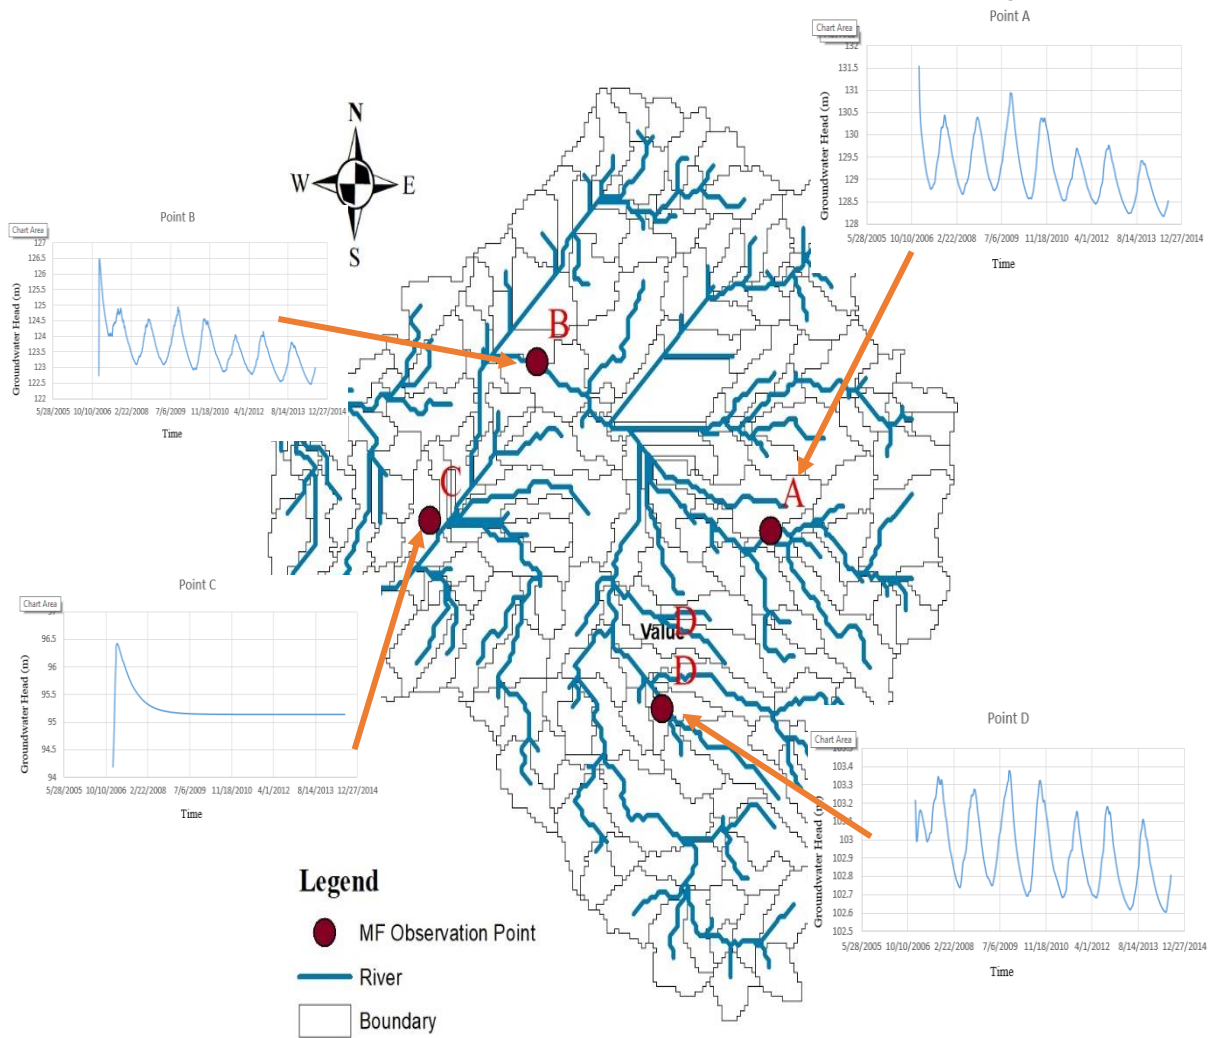 Point A
Chart Area
132
131.5
131
130.5
130
129.5
129
128.5
128
Groundwater Head (m)
5/28/2005 10/10/2006 2/22/2008 7/6/2009 11/18/2010 4/1/2012 8/14/2013 12/27/2014
Time
N
W E
S
Point B
Chart Area
127
126.5
126
125.5
125
124.5
124
123.5
123
122.5
122
Groundwater Head (m)
5/28/2005 10/10/2006 2/22/2008 7/6/2009 11/18/2010 4/1/2012 8/14/2013 12/27/2014
Time
B
A
C
D
Value
D
Point C
Chart Area
96.5
96
95.5
95
94.5
94
Groundwater Head (m)
5/28/2005 10/10/2006 2/22/2008 7/6/2009 11/18/2010 4/1/2012 8/14/2013 12/27/2014
Time
Point D
Chart Area
103.4
103.3
103.2
103.1
103
102.9
102.8
102.7
102.6
102.5
Groundwater Head (m)
5/28/2005 10/10/2006 2/22/2008 7/6/2009 11/18/2010 4/1/2012 8/14/2013 12/27/2014
Time
Legend
MF Observation Point
River
Boundary